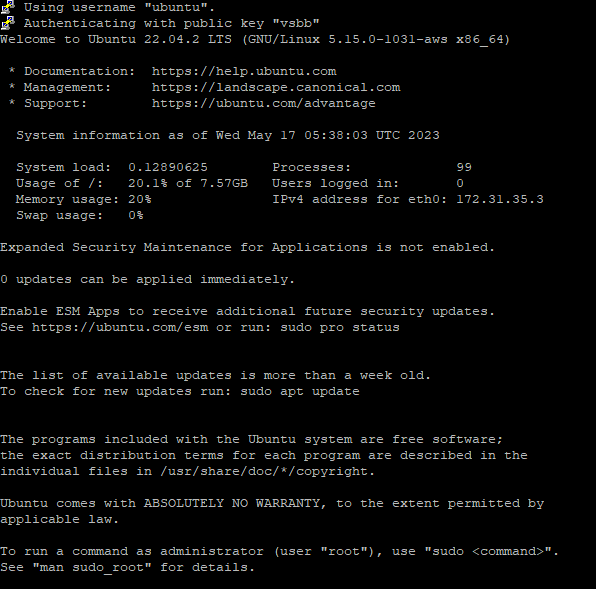 Using username "ubuntu".
Authenticating with public key "vsbb"
Welcome to Ubuntu 22.04.2 LTS (GNU/Linux 5.15.0-1031-aws x86_64)
* Documentation:  https://help.ubuntu.com
* Management:     https://landscape.canonical.com
* Support:        https://ubuntu.com/advantage
System information as of Wed May 17 05:38:03 UTC 2023
System load:  0.12890625        Processes:             99
Usage of /:   20.1% of 7.57GB   Users logged in:       0
Memory usage: 20%               IPv4 address for eth0: 172.31.35.3
Swap usage:   0%
Expanded Security Maintenance for Applications is not enabled.
0 updates can be applied immediately.
Enable ESM Apps to receive additional future security updates.
See https://ubuntu.com/esm or run: sudo pro status
The list of available updates is more than a week old.
To check for new updates run: sudo apt update
The programs included with the Ubuntu system are free software;
the exact distribution terms for each program are described in the
individual files in /usr/share/doc/*/copyright.
Ubuntu comes with ABSOLUTELY NO WARRANTY, to the extent permitted by
applicable law.
To run a command as administrator (user "root"), use "sudo <command>".
See "man sudo_root" for details.